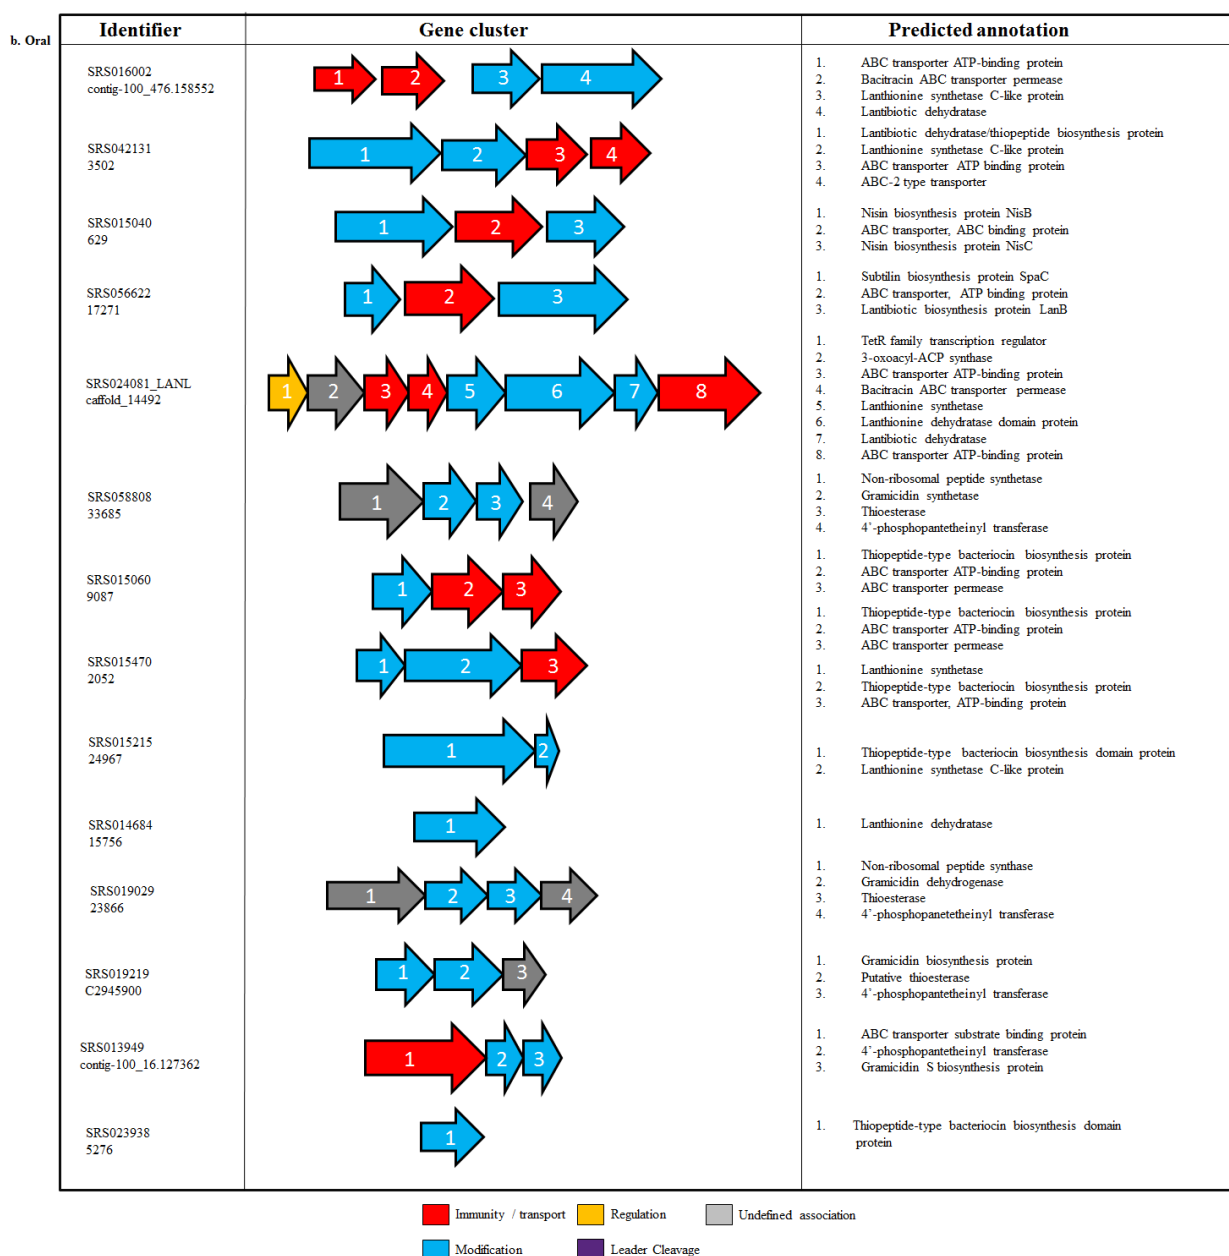 b. Oral
Identifier
Gene cluster
Predicted annotation
SRS016002
contig-100_476.158552
1 2 3 4
1. ABC transporter ATP-binding protein
2. Bacitracin ABC transporter permease
3. Lanthionine synthetase C-like protein
4. Lantibiotic dehydratase
SRS042131
3502
1 2 3 4
1. Lantibiotic dehydratase/thiopeptide biosynthesis protein
2. Lanthionine synthetase C-like protein
3. ABC transporter ATP binding protein
4. ABC-2 type transporter
SRS015040
629
1 2 3
1. Nisin biosynthesis protein NisB
2. ABC transporter, ABC binding protein
3. Nisin biosynthesis protein NisC
SRS056622
17271
1 2 3
1. Subtilin biosynthesis protein SpaC
2. ABC transporter, ATP binding protein
3. Lantibiotic biosynthesis protein LanB
SRS024081_LANL
caffold_14492
1 2 3 4 5 6 7 8
1. TetR family transcription regulator
2. 3-oxoacyl-ACP synthase
3. ABC transporter ATP-binding protein
4. Bacitracin ABC transporter permease
5. Lanthionine synthetase
6. Lanthionine dehydratase domain protein
7. Lantibiotic dehydratase
8. ABC transporter ATP-binding protein
SRS058808
33685
1 2 3 4
1. Non-ribosomal peptide synthetase
2. Gramicidin synthetase
3. Thioesterase
4. 4'-phosphopantetheinyl transferase
SRS015060
9087
1 2 3
1. Thiopeptide-type bacteriocin biosynthesis protein
2. ABC transporter ATP-binding protein
3. ABC transporter permease
1. Thiopeptide-type bacteriocin biosynthesis protein
2. ABC transporter ATP-binding protein
3. ABC transporter permease
SRS015470
2052
1 2 3
1. Lanthionine synthetase
2. Thiopeptide-type bacteriocin biosynthesis protein
3. ABC transporter, ATP-binding protein
SRS015215
24967
1 2
1. Thiopeptide-type bacteriocin biosynthesis domain protein
2. Lanthionine synthetase C-like protein
SRS014684
15756
1
1. Lanthionine dehydratase
SRS019029
23866
1 2 3 4
1. Non-ribosomal peptide synthase
2. Gramicidin dehydrogenase
3. Thioesterase
4. 4'-phosphopanetetheinyl transferase
SRS019219
C2945900
1 2 3
1. Gramicidin biosynthesis protein
2. Putative thioesterase
3. 4'-phosphopantetheinyl transferase
SRS013949
contig-100_16.127362
1 2 3
1. ABC transporter substrate binding protein
2. 4'-phosphopantetheinyl transferase
3. Gramicidin S biosynthesis protein
SRS023938
5276
1
1. Thiopeptide-type bacteriocin biosynthesis domain
protein
Immunity / transport
Regulation
Undefined association
Modification
Leader Cleavage